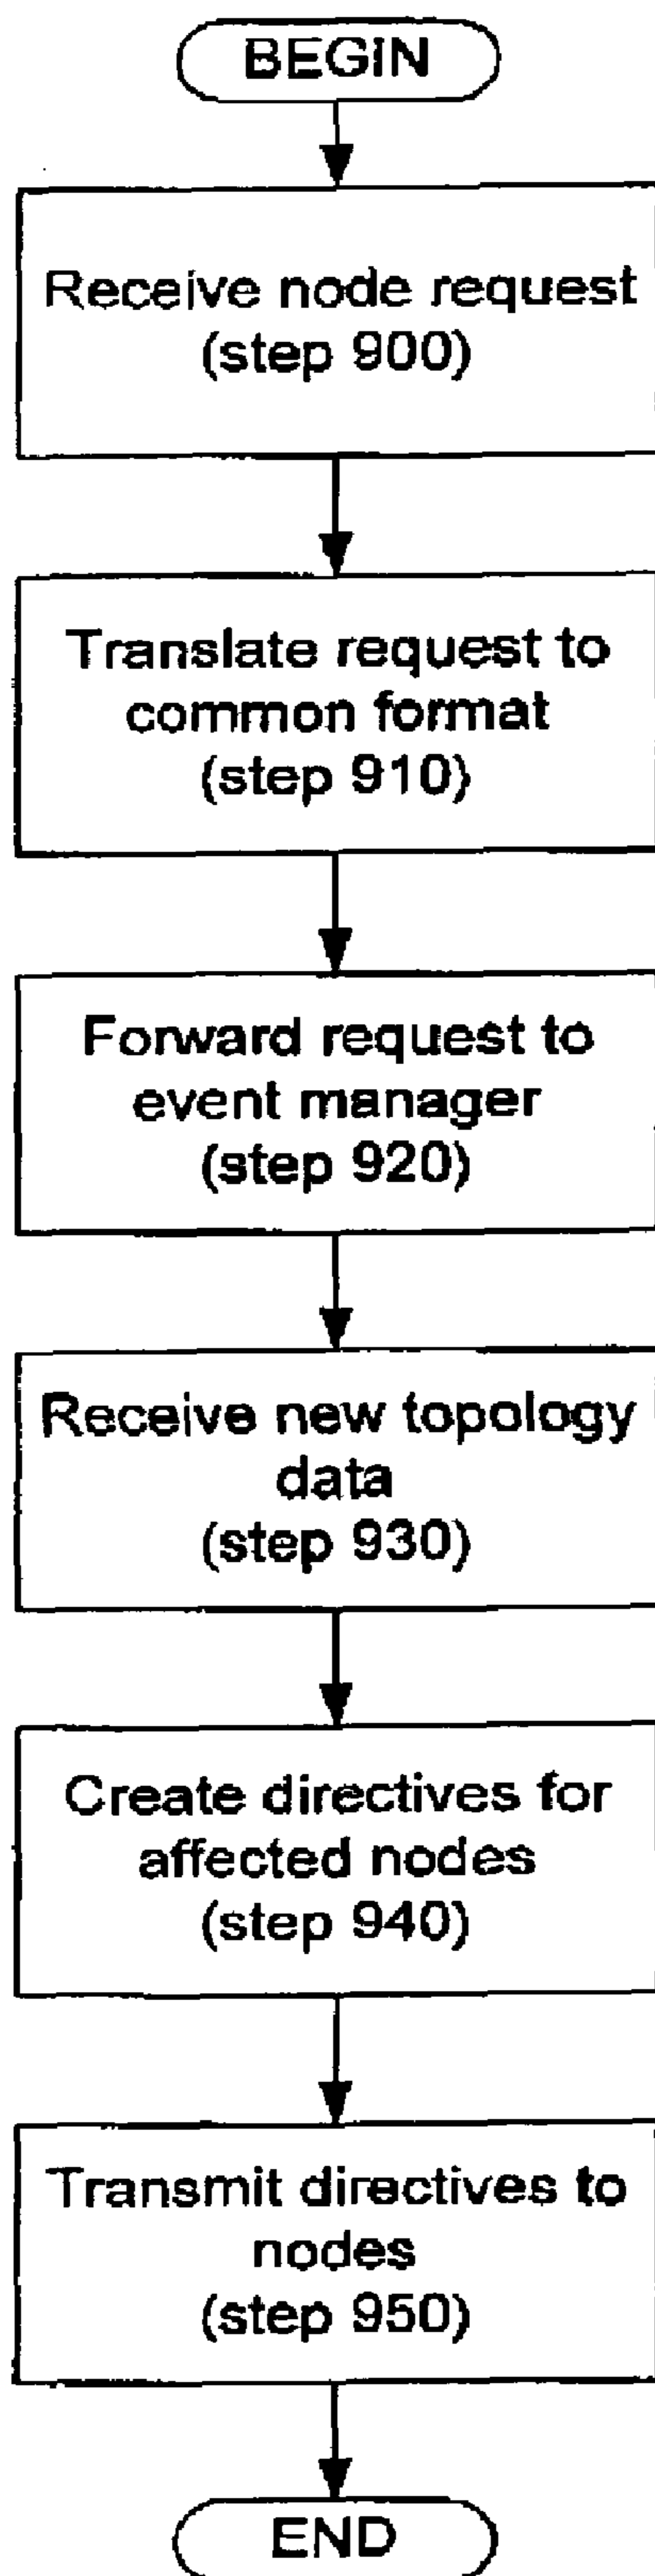 BEGIN
Receive node request
(step 900)
Translate request to
common format
(step 910)
Forward request to
event manager
(step 920)
Receive new topology
data
(step 930)
Create directives for
affected nodes
(step 940)
Transmit directives to
nodes
(step 950)
END